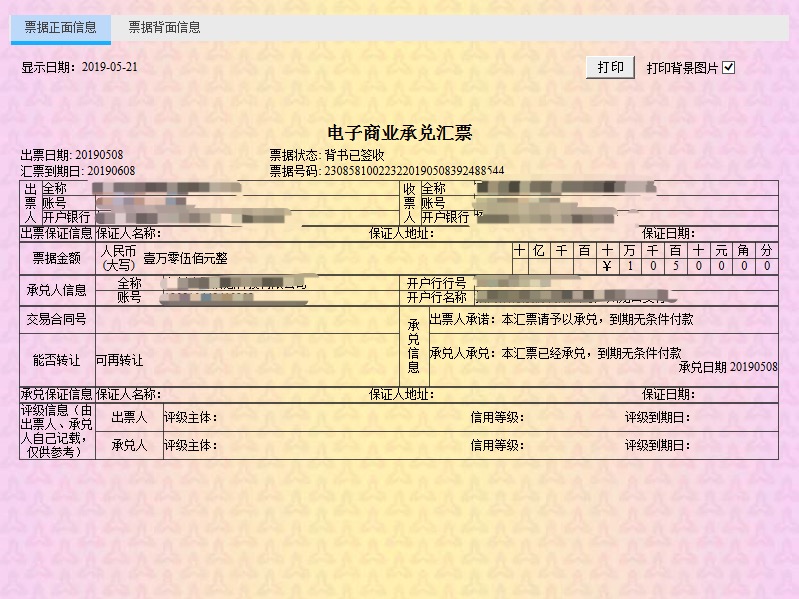 票据正面信息 票据背面信息
显示日期：2019-05-21 打印 打印背景图片
电子商业承兑汇票
出票日期: 20190508 票据状态: 背书已签收
汇票到期日: 20190608 票据号码: 230858100223220190508392488544
出票人 全称 收票人 全称
账号 账号
开户银行 开户银行
出票保证信息 保证人名称： 保证人地址： 保证日期：
票据金额 人民币(大写) 壹万零伍佰元整 十 亿 千 百 十 万 千 百 十 元 角 分
￥ 1 0 5 0 0 0 0
承兑人信息 全称 开户行行号
账号 开户行名称
交易合同号 承兑信息 出票人承诺：本汇票请予以承兑，到期无条件付款
能否转让 可再转让 承兑人承兑：本汇票已经承兑，到期无条件付款
承兑日期 20190508
承兑保证信息 保证人名称： 保证人地址： 保证日期：
评级信息（由出票人、承兑人自己记载，仅供参考） 出票人 评级主体： 信用等级： 评级到期日：
承兑人 评级主体： 信用等级： 评级到期日：